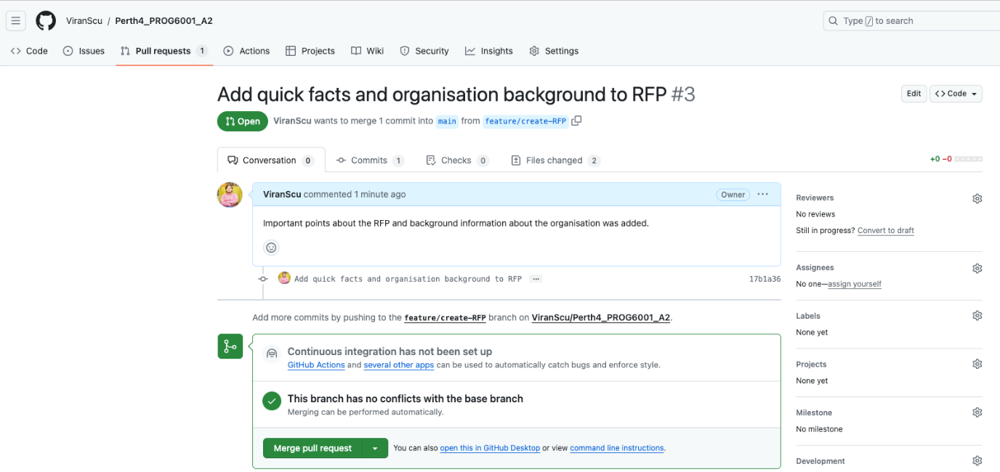 ViranScu / Perth4_PROG6001_A2
Type / to search
Code Issues Pull requests 1 Actions Projects Wiki Security Insights Settings
Add quick facts and organisation background to RFP #3
Edit Code
Open ViranScu wants to merge 1 commit into main from feature/create-RFP
Conversation 0 Commits 1 Checks 0 Files changed 2
+0 −0
ViranScu commented 1 minute ago Owner
Important points about the RFP and background information about the organisation was added.
Add quick facts and organisation background to RFP 17b1a36
Add more commits by pushing to the feature/create-RFP branch on ViranScu/Perth4_PROG6001_A2.
Continuous integration has not been set up
GitHub Actions and several other apps can be used to automatically catch bugs and enforce style.
This branch has no conflicts with the base branch
Merging can be performed automatically.
Merge pull request You can also open this in GitHub Desktop or view command line instructions.
Reviewers
No reviews
Still in progress? Convert to draft
Assignees
No one—assign yourself
Labels
None yet
Projects
None yet
Milestone
No milestone
Development